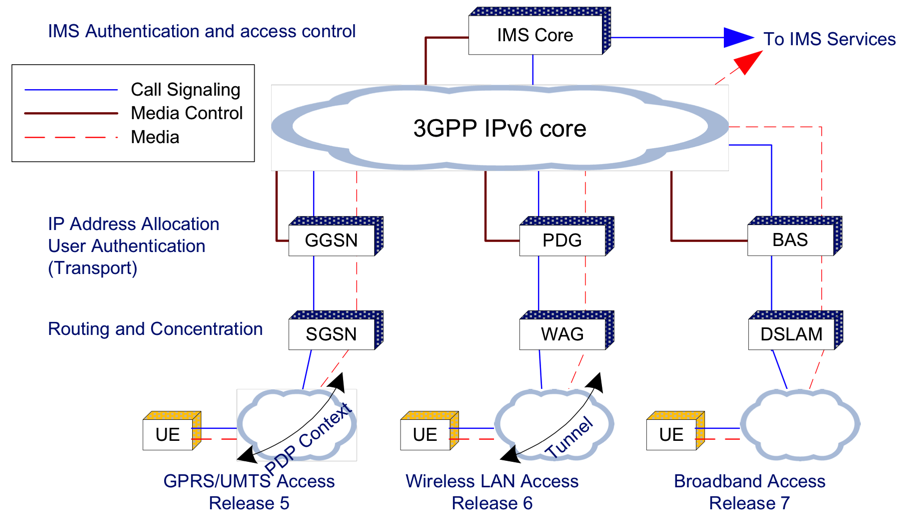 IMS Authentication and access control
IMS Core
To IMS Services
Call Signaling
Media Control
Media
3GPP IPv6 core
IP Address Allocation
User Authentication
(Transport)
GGSN
PDG
BAS
Routing and Concentration
SGSN
WAG
DSLAM
UE
PDP Context
UE
Tunnel
UE
GPRS/UMTS Access
Release 5
Wireless LAN Access
Release 6
Broadband Access
Release 7